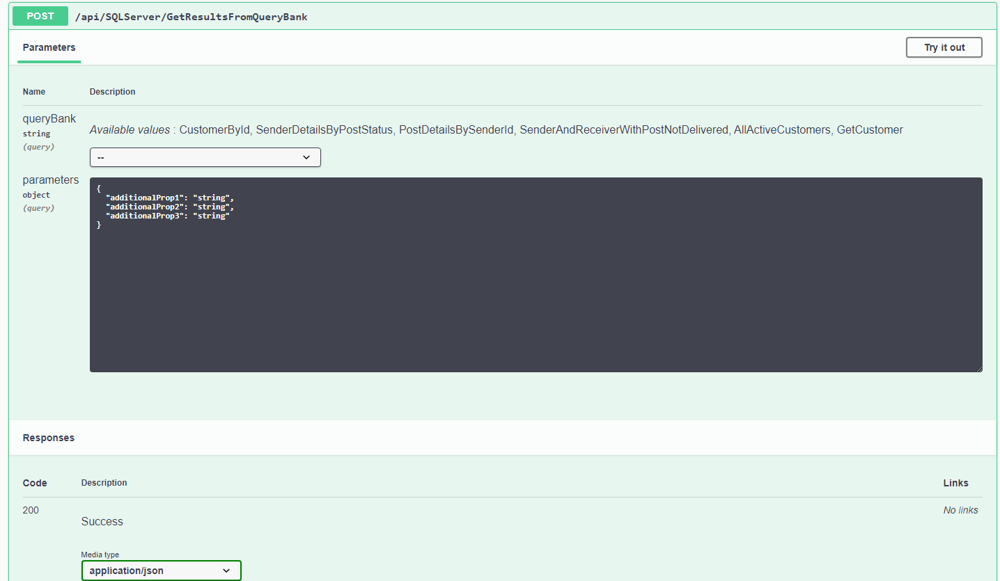 POST /api/SQLServer/GetResultsFromQueryBank
Parameters
Try it out
Name Description
queryBank
string
(query)
Available values : CustomerById, SenderDetailsByPostStatus, PostDetailsBySenderId, SenderAndReceiverWithPostNotDelivered, AllActiveCustomers, GetCustomer
--
parameters
object
(query)
{
  "additionalProp1": "string",
  "additionalProp2": "string",
  "additionalProp3": "string"
}
Responses
Code Description Links
200 Success No links
Media type
application/json